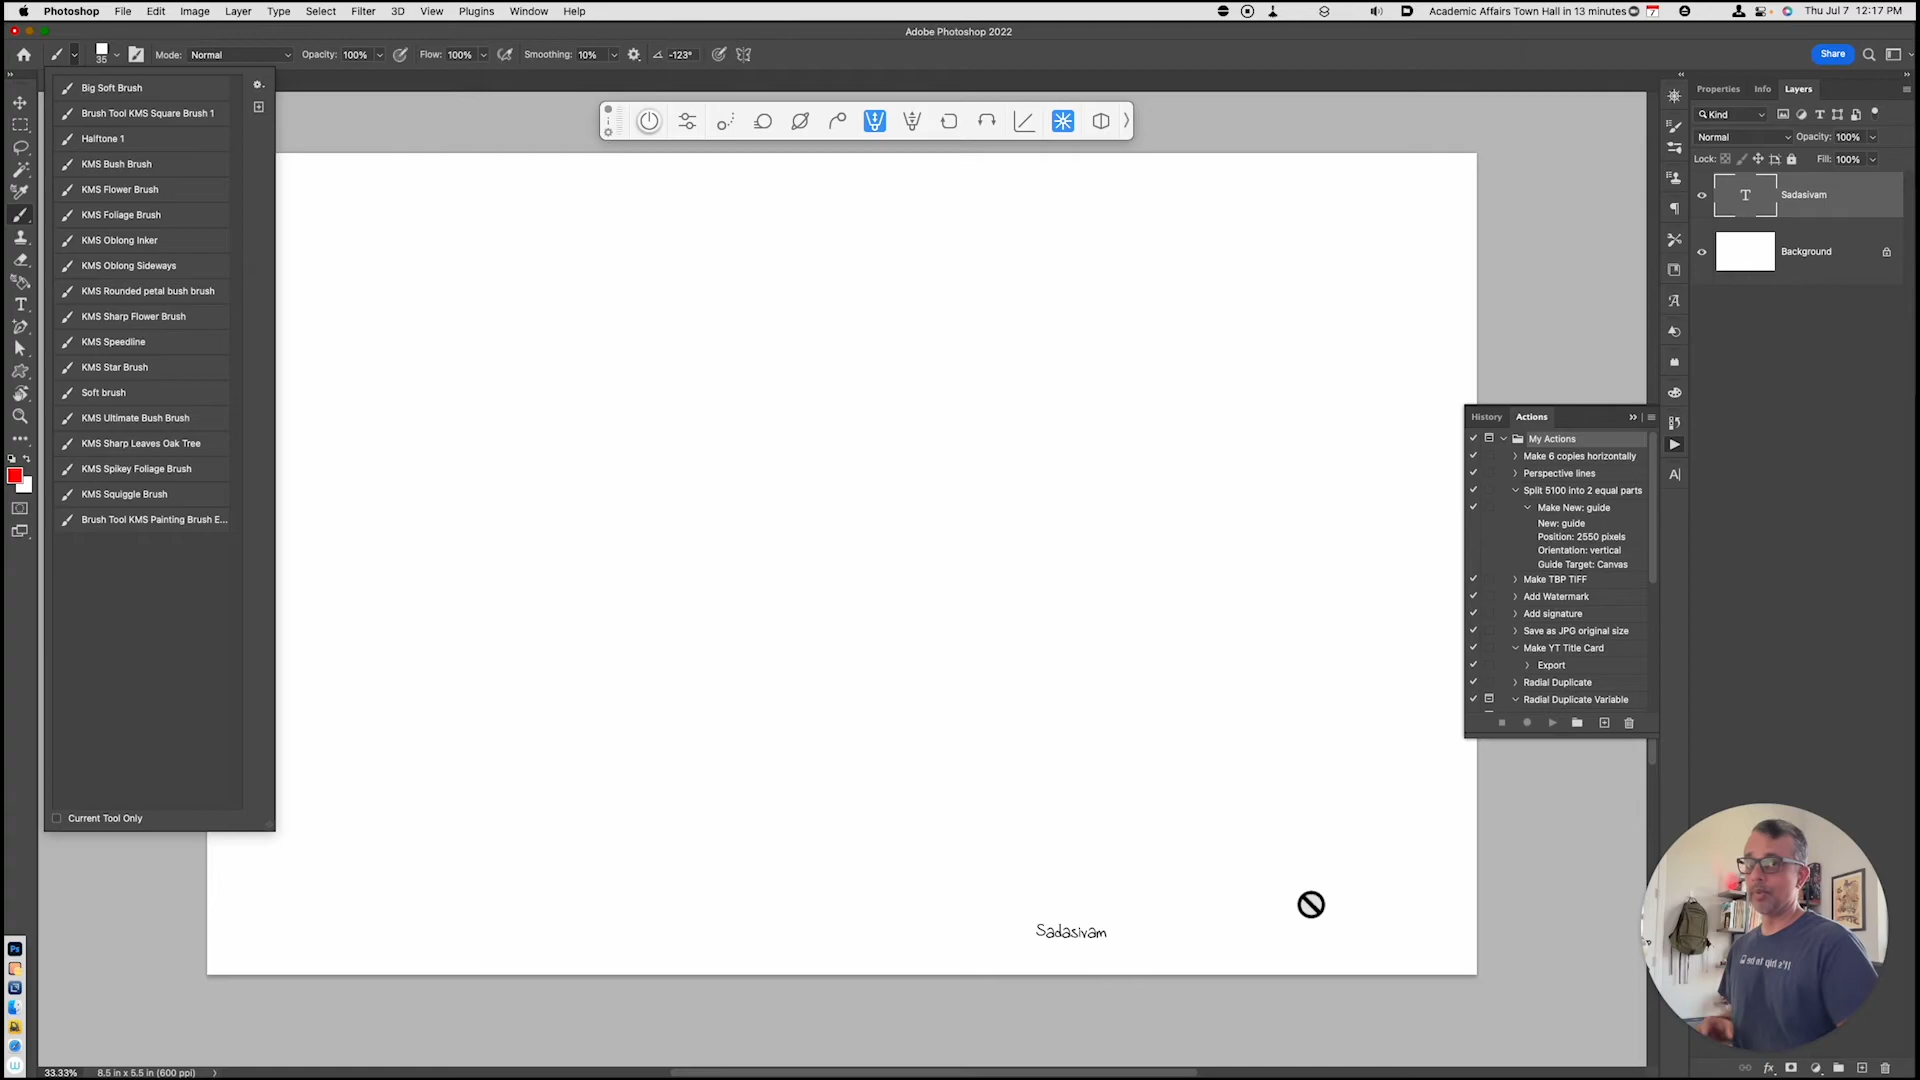 Photoshop File Edit Image Layer Type Select Filter 3D View Plugins Window Help
Academic Affairs Town Hall in 13 minutes 7 Thu Jul 7 12:17 PM
Adobe Photoshop 2022
35 Mode: Normal Opacity: 100% Flow: 100% Smoothing: 10% -123° Share
Big Soft Brush
Brush Tool KMS Square Brush 1
Halftone 1
KMS Bush Brush
KMS Flower Brush
KMS Foliage Brush
KMS Oblong Inker
KMS Oblong Sideways
KMS Rounded petal bush brush
KMS Sharp Flower Brush
KMS Speedline
KMS Star Brush
Soft brush
KMS Ultimate Bush Brush
KMS Sharp Leaves Oak Tree
KMS Spikey Foliage Brush
KMS Squiggle Brush
Brush Tool KMS Painting Brush E...
Current Tool Only
Properties Info Layers
Kind
Normal Opacity: 100%
Lock: Fill: 100%
Sadasivam
Background
History Actions
My Actions
Make 6 copies horizontally
Perspective lines
Split 5100 into 2 equal parts
Make New: guide
New: guide
Position: 2550 pixels
Orientation: vertical
Guide Target: Canvas
Make TBP TIFF
Add Watermark
Add signature
Save as JPG original size
Make YT Title Card
Export
Radial Duplicate
Radial Duplicate Variable
Sadasivam
Ps
33.33% 8.5 in x 5.5 in (600 ppi)